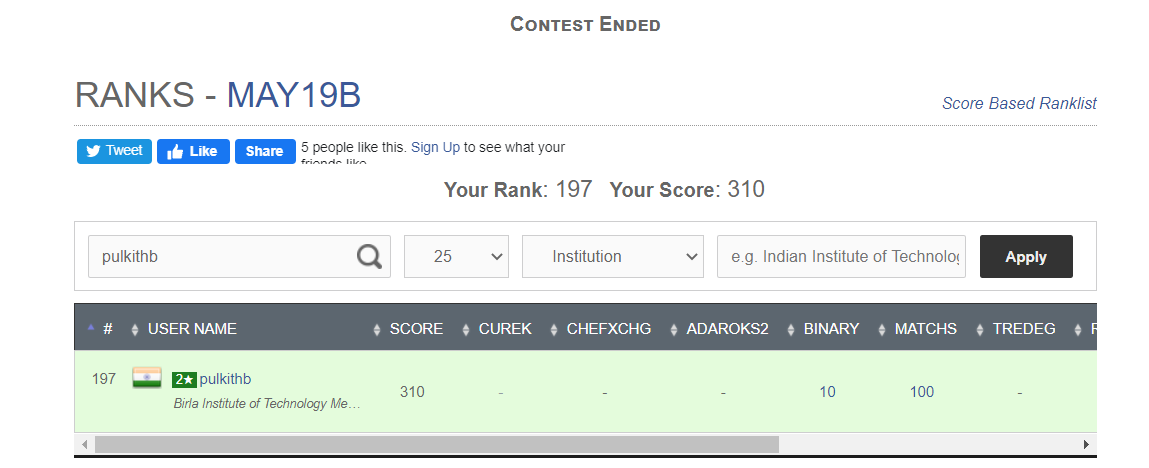 CONTEST ENDED
RANKS - MAY19B
Score Based Ranklist
Tweet Like Share 5 people like this. Sign Up to see what your
friends like.
Your Rank: 197 Your Score: 310
pulkithb 25 Institution e.g. Indian Institute of Technolog Apply
# USER NAME SCORE CUREK CHEFXCHG ADAROKS2 BINARY MATCHS TREDEG
197 2★ pulkithb 310 - - - 10 100 -
Birla Institute of Technology Me…